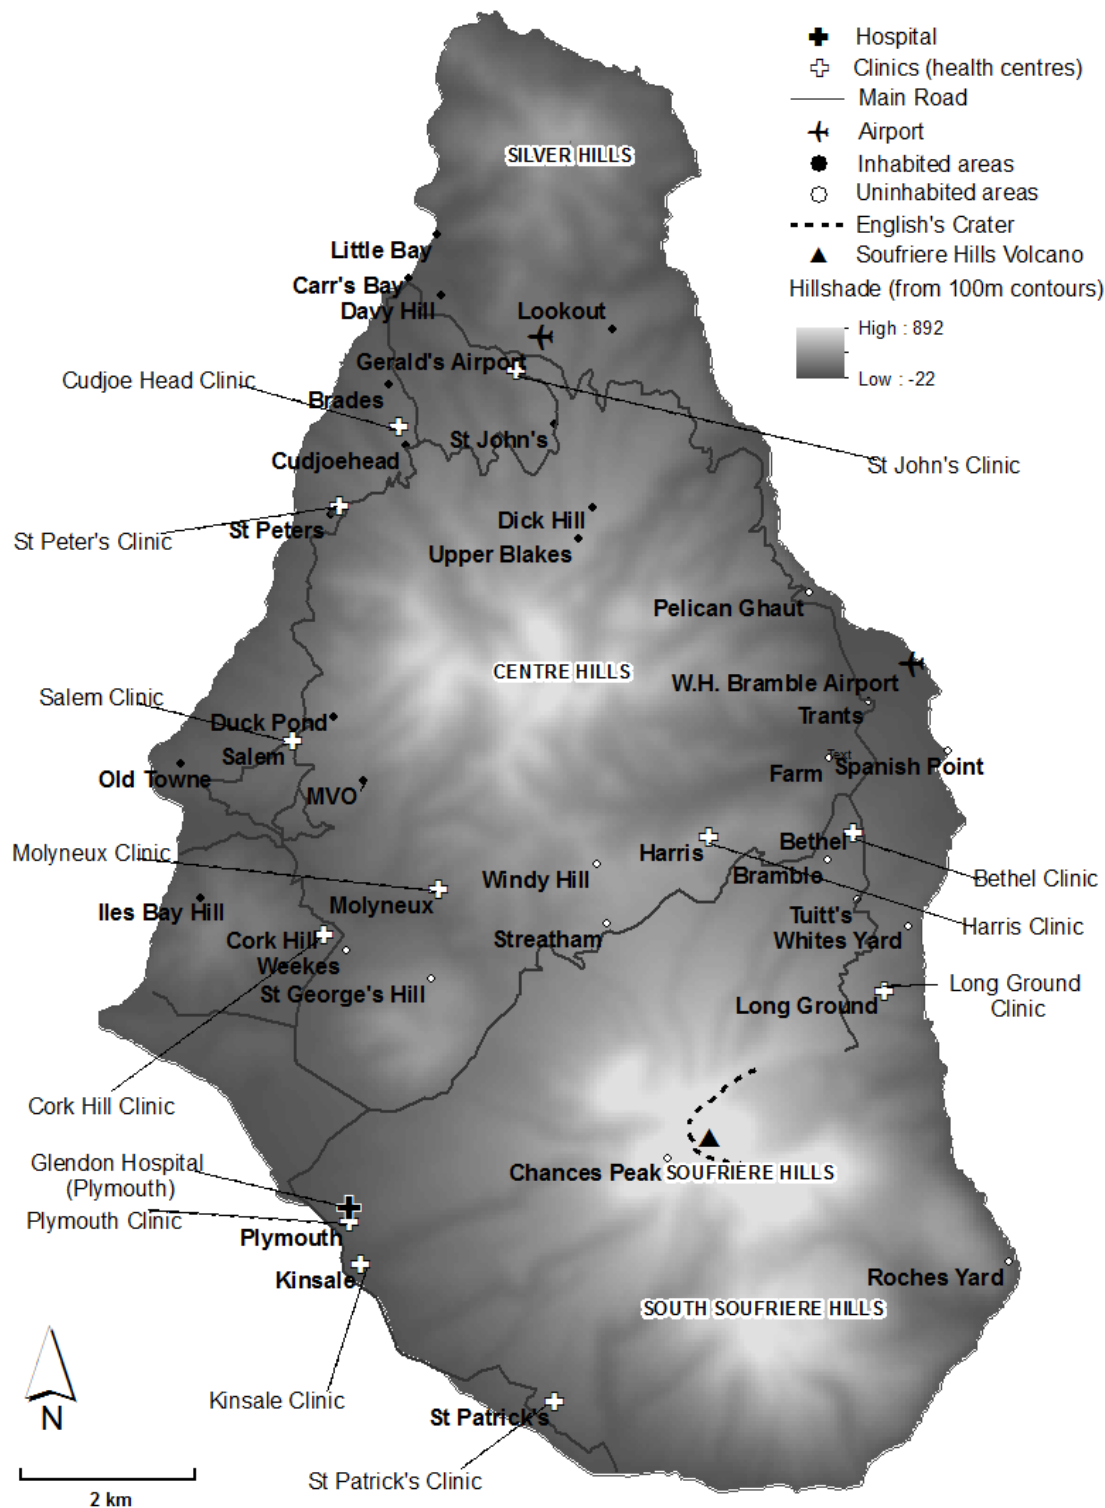 Hospital
Clinics (health centres)
Main Road
Airport
Inhabited areas
Uninhabited areas
English's Crater
Soufriere Hills Volcano
Hillshade (from 100m contours)
High : 892
Low : -22
SILVER HILLS
Little Bay
Carr's Bay
Davy Hill
Lookout
Gerald's Airport
Cudjoe Head Clinic
Brades
St John's
Cudjoehead
St John's Clinic
St Peters
St Peter's Clinic
Dick Hill
Upper Blakes
Pelican Ghaut
CENTRE HILLS
W.H. Bramble Airport
Trants
Salem Clinic
Duck Pond
Salem
Old Towne
MVO
Text
Farm
Spanish Point
Molyneux Clinic
Harris
Bethel
Bramble
Bethel Clinic
Windy Hill
Molyneux
Iles Bay Hill
Tuitt's
Harris Clinic
Whites Yard
Streatham
Cork Hill
Weekes
St George's Hill
Long Ground
Long Ground
Clinic
Cork Hill Clinic
Glendon Hospital
(Plymouth)
Plymouth Clinic
Chances Peak
SOUFRIERE HILLS
Plymouth
Kinsale
Roches Yard
SOUTH SOUFRIERE HILLS
Kinsale Clinic
St Patrick's
St Patrick's Clinic
N
2 km